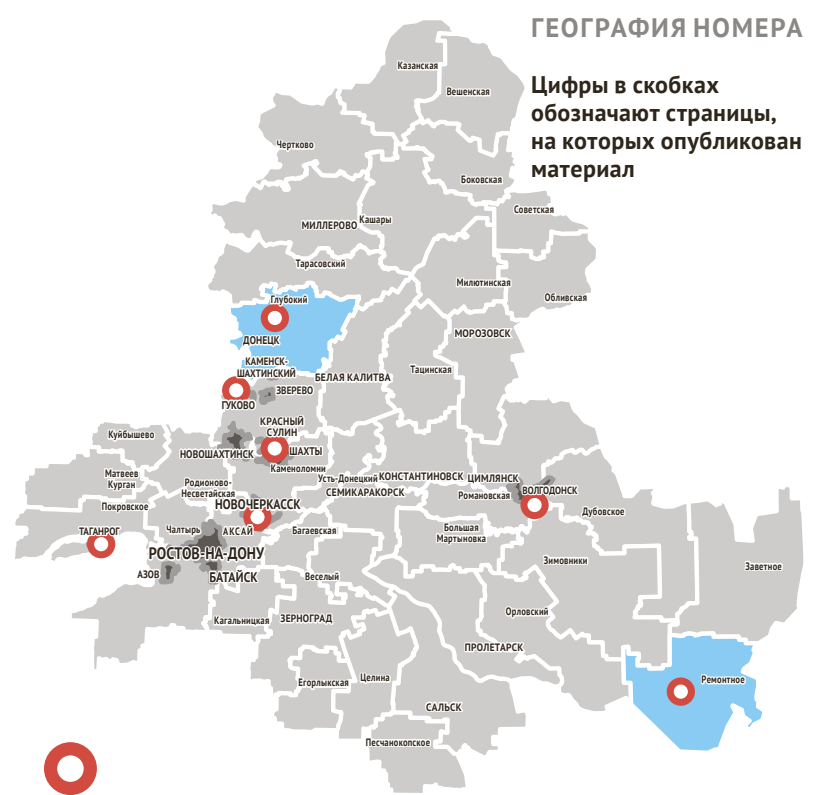 ГЕОГРАФИЯ НОМЕРА
Цифры в скобках
обозначают страницы,
на которых опубликован
материал
Казанская
Вешенская
Чертково
Боковская
Советская
МИЛЛЕРОВО
Кашары
Тарасовский
Милютинская
Обливская
Глубокий
ДОНЕЦК
МОРОЗОВСК
КАМЕНСК-
ШАХТИНСКИЙ
БЕЛАЯ КАЛИТВА
Тацинская
ЗВЕРЕВО
ГУКОВО
КРАСНЫЙ
СУЛИН
Куйбышево
НОВОШАХТИНСК
ШАХТЫ
Каменоломни
Матвеев
Курган
Родионово-
Несветайская
Усть-Донецкий
КОНСТАНТИНОВСК
ЦИМЛЯНСК
СЕМИКАРАКОРСК
Романовская
ВОЛГОДОНСК
Покровское
НОВОЧЕРКАССК
Дубовское
ТАГАНРОГ
Чалтырь
АКСАЙ
Багаевская
Большая
Мартыновка
РОСТОВ-НА-ДОНУ
Зимовники
Заветное
АЗОВ
БАТАЙСК
Веселый
Кагальницкая
ЗЕРНОГРАД
Орловский
ПРОЛЕТАРСК
Егорлыкская
Целина
Ремонтное
САЛЬСК
Песчанокопское